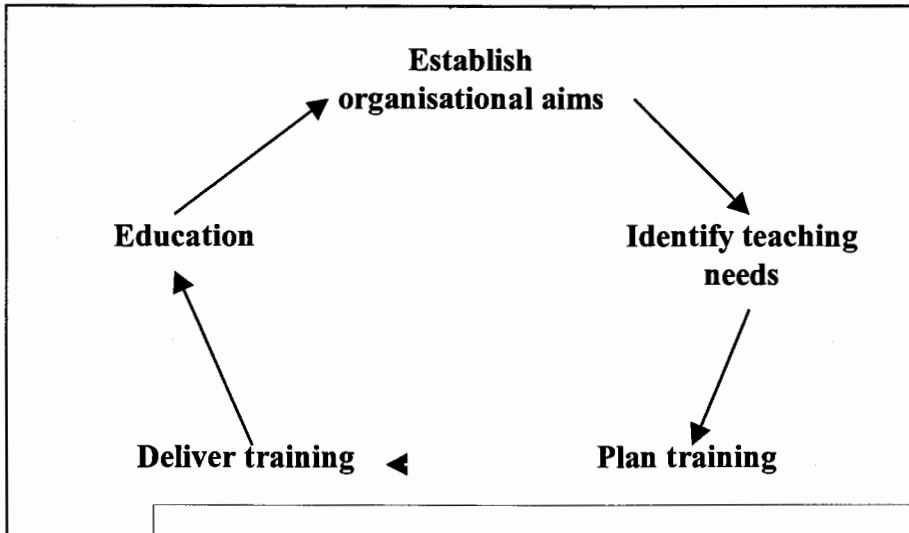 Establish
organisational aims
Education
Identify teaching
needs
Deliver training
Plan training